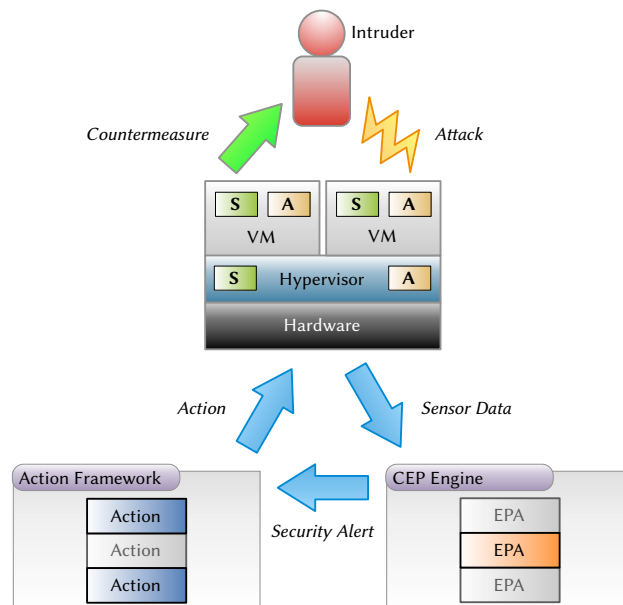 Intruder
Countermeasure
Attack
S A S A
VM VM
S Hypervisor A
Hardware
Action
Sensor Data
Action Framework
CEP Engine
Security Alert
Action
Action
Action
EPA
EPA
EPA